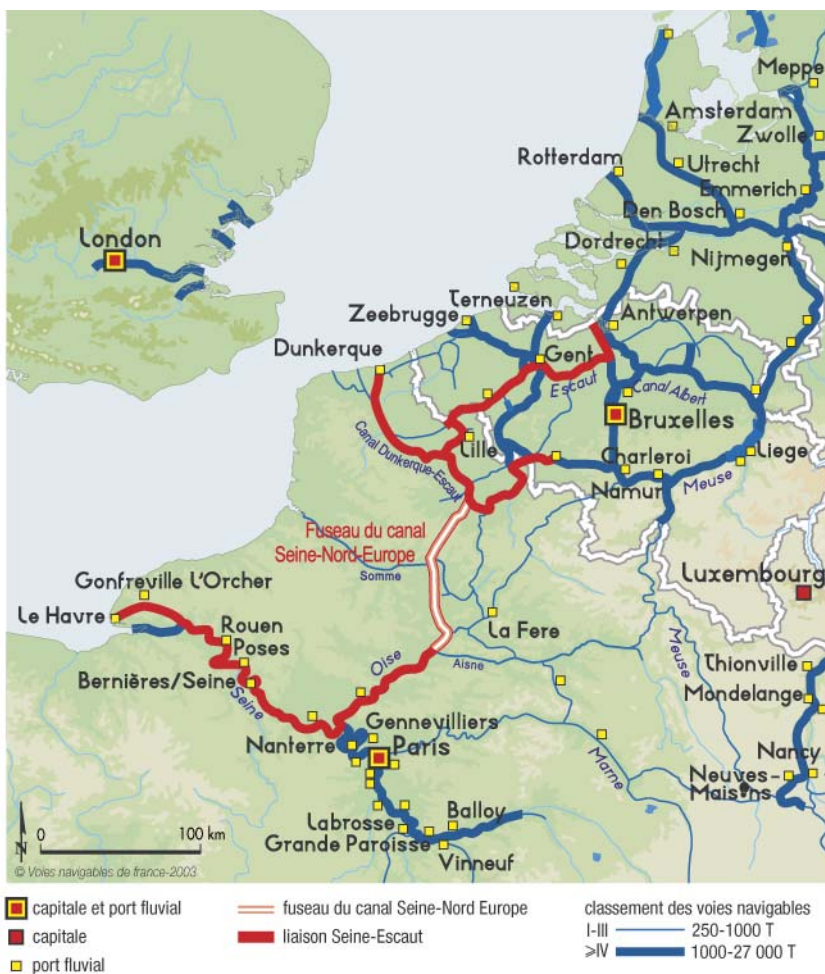 Meppel
Amsterdam
Zwolle
Utrecht
Rotterdam
Emmerich
Den Bosch
London
Dordrecht
Nijmegen
Terneuzen
Zeebrugge
Antwerpen
Dunkerque
Gent
Escaut
Canal Albert
Bruxelles
Canal Dunkerque-Escaut
Lille
Charleroi
Liege
Namur
Meuse
Fuseau du canal
Seine-Nord-Europe
Somme
Luxembourg
Gonfreville L'Orcher
Le Havre
La Fere
Rouen
Poses
Oise
Aisne
Meuse
Thionville
Bernières/Seine
Seine
Mondelange
Gennevilliers
Nanterre
Paris
Marne
Nancy
Neuves-
Maisons
Balloy
Labrosse
Grande Paroisse
Vinneuf
N
0 100 km
© Voies navigables de france-2003
capitale et port fluvial
capitale
port fluvial
fuseau du canal Seine-Nord Europe
liaison Seine-Escaut
classement des voies navigables
I-III 250-1000 T
⩾IV 1000-27 000 T